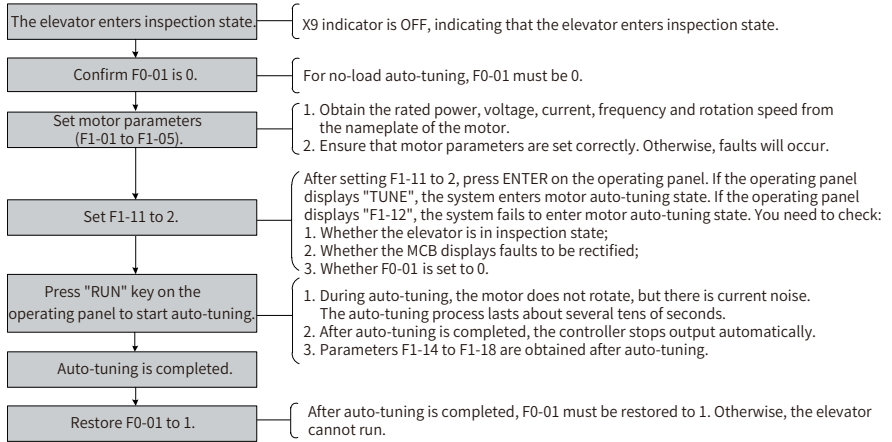 The elevator enters inspection state.
X9 indicator is OFF, indicating that the elevator enters inspection state.
Confirm F0-01 is 0.
For no-load auto-tuning, F0-01 must be 0.
Set motor parameters
(F1-01 to F1-05).
1. Obtain the rated power, voltage, current, frequency and rotation speed from
the nameplate of the motor.
2. Ensure that motor parameters are set correctly. Otherwise, faults will occur.
Set F1-11 to 2.
After setting F1-11 to 2, press ENTER on the operating panel. If the operating panel
displays "TUNE", the system enters motor auto-tuning state. If the operating panel
displays "F1-12", the system fails to enter motor auto-tuning state. You need to check:
1. Whether the elevator is in inspection state;
2. Whether the MCB displays faults to be rectified;
3. Whether F0-01 is set to 0.
Press "RUN" key on the
operating panel to start auto-tuning.
1. During auto-tuning, the motor does not rotate, but there is current noise.
The auto-tuning process lasts about several tens of seconds.
2. After auto-tuning is completed, the controller stops output automatically.
3. Parameters F1-14 to F1-18 are obtained after auto-tuning.
Auto-tuning is completed.
Restore F0-01 to 1.
After auto-tuning is completed, F0-01 must be restored to 1. Otherwise, the elevator
cannot run.